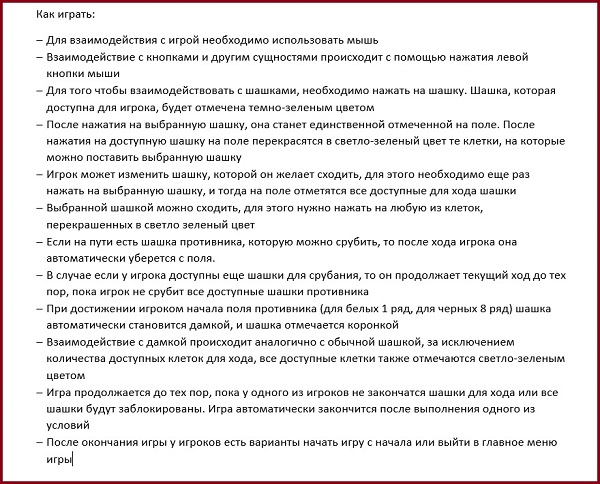 Как играть:
– Для взаимодействия с игрой необходимо использовать мышь
– Взаимодействие с кнопками и другим сущностями происходит с помощью нажатия левой
кнопки мыши
– Для того чтобы взаимодействовать с шашками, необходимо нажать на шашку. Шашка, которая
доступна для игрока, будет отмечена темно-зеленым цветом
– После нажатия на выбранную шашку, она станет единственной отмеченной на поле. После
нажатия на доступную шашку на поле перекрасятся в светло-зеленый цвет те клетки, на которые
можно поставить выбранную шашку
– Игрок может изменить шашку, которой он желает сходить, для этого необходимо еще раз
нажать на выбранную шашку, и тогда на поле отметятся все доступные для хода шашки
– Выбранной шашкой можно сходить, для этого нужно нажать на любую из клеток,
перекрашенных в светло зеленый цвет
– Если на пути есть шашка противника, которую можно срубить, то после хода игрока она
автоматически уберется с поля.
– В случае если у игрока доступны еще шашки для срубания, то он продолжает текущий ход до тех
пор, пока игрок не срубит все доступные шашки противника
– При достижении игроком начала поля противника (для белых 1 ряд, для черных 8 ряд) шашка
автоматически становится дамкой, и шашка отмечается коронкой
– Взаимодействие с дамкой происходит аналогично с обычной шашкой, за исключением
количества доступных клеток для хода, все доступные клетки также отмечаются светло-зеленым
цветом
– Игра продолжается до тех пор, пока у одного из игроков не закончатся шашки для хода или все
шашки будут заблокированы. Игра автоматически закончится после выполнения одного из
условий
– После окончания игры у игроков есть варианты начать игру с начала или выйти в главное меню
игры